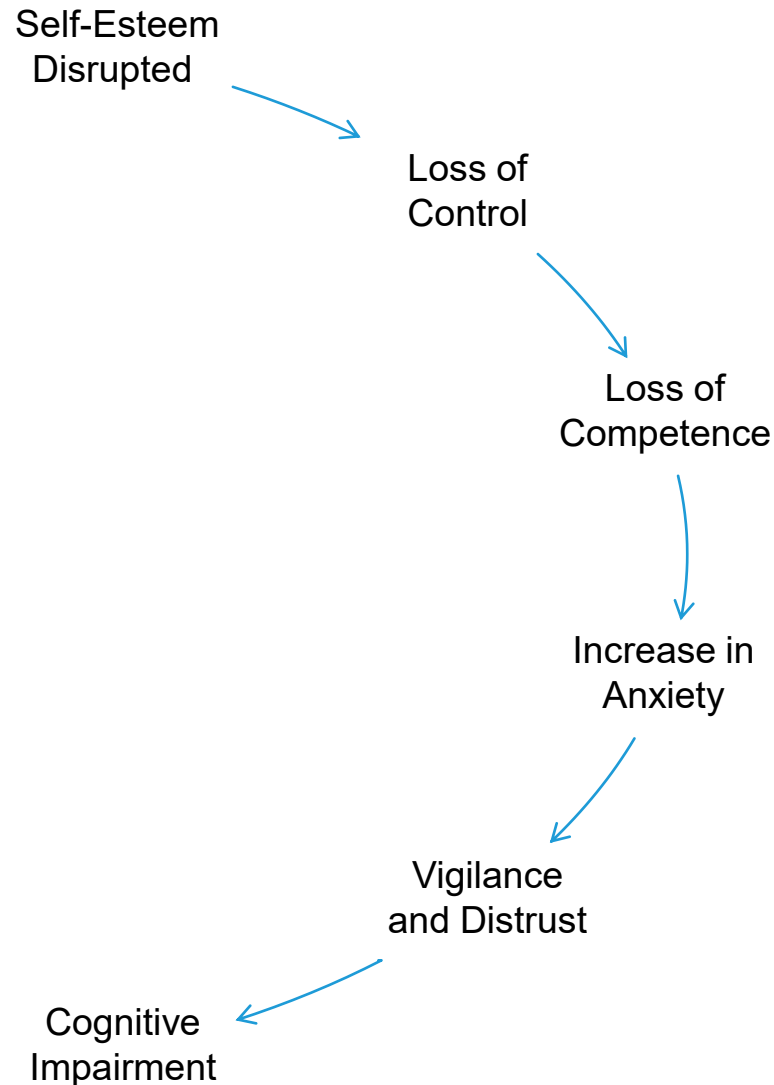 Self-Esteem
Disrupted
Loss of
Control
Loss of
Competence
Increase in
Anxiety
Vigilance
and Distrust
Cognitive
Impairment